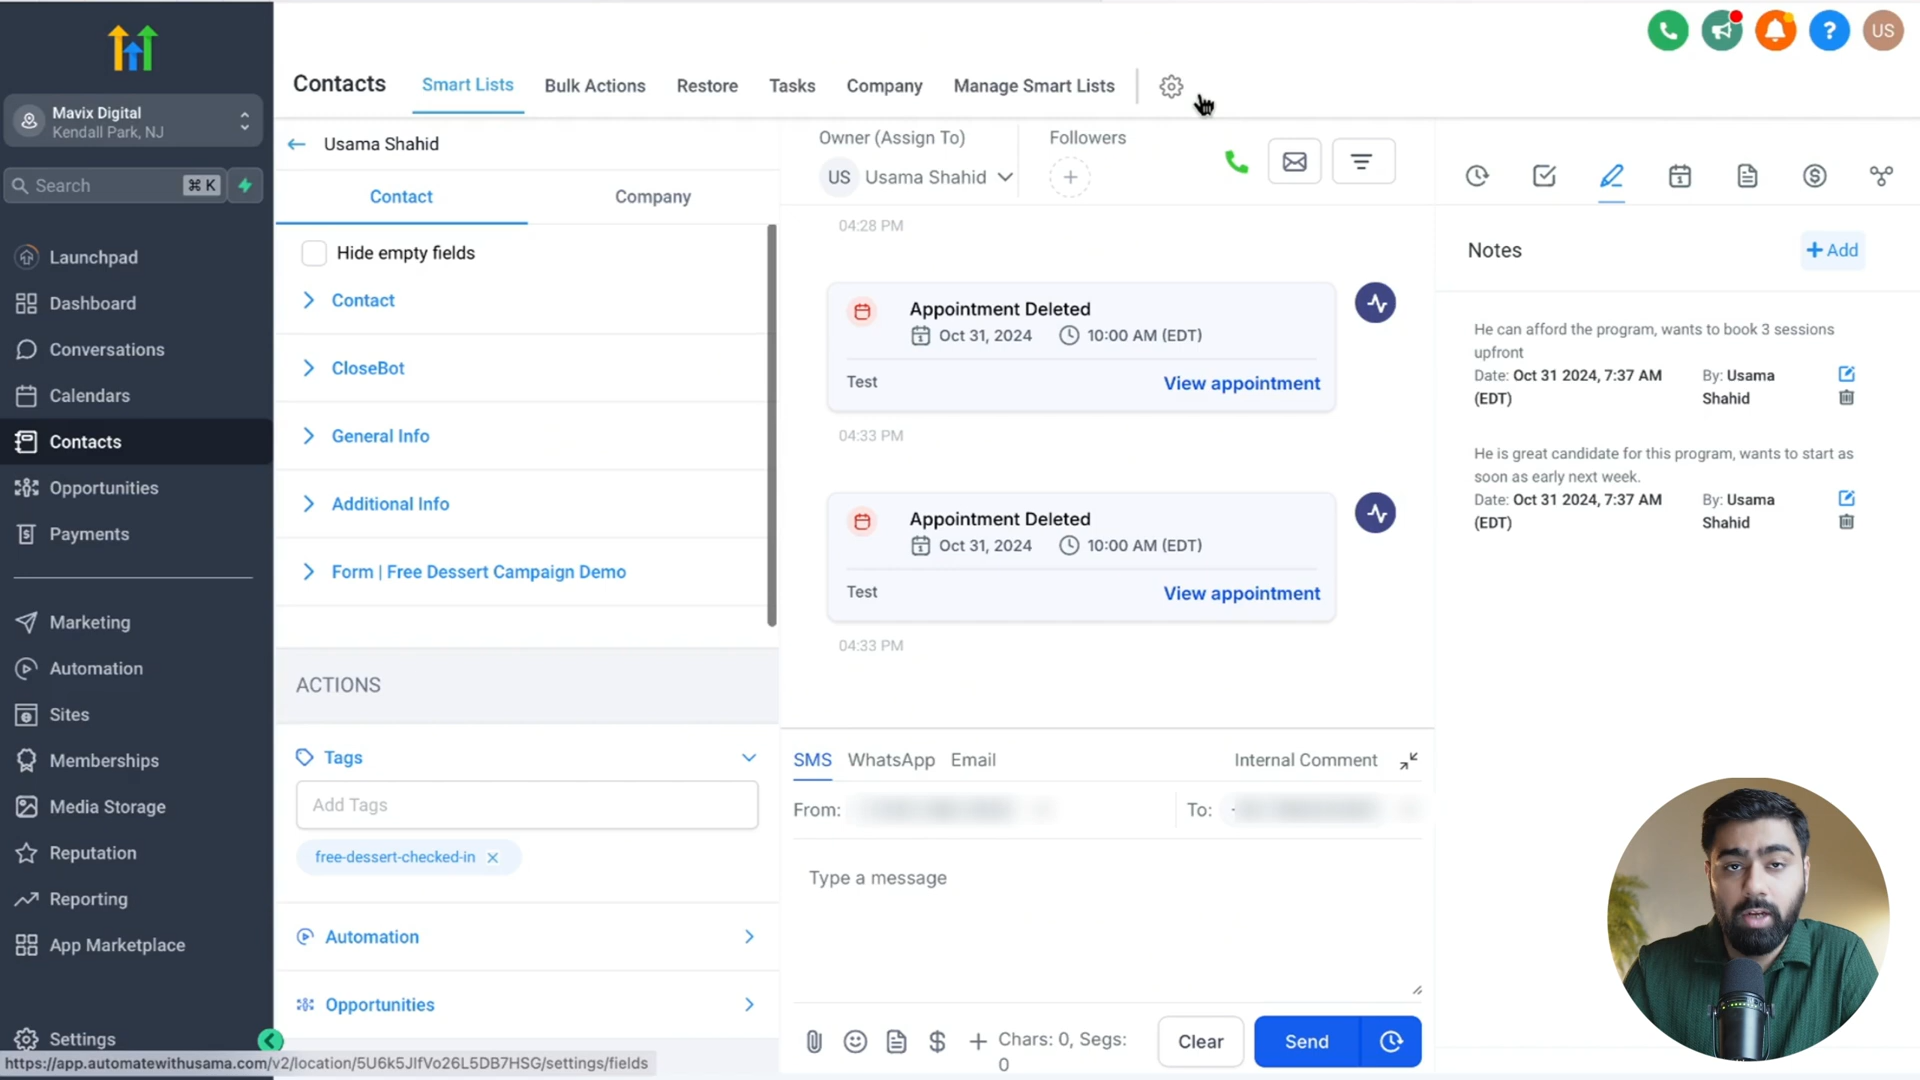 Mavix Digital
Kendall Park, NJ
Search
⌘ K
Launchpad
Dashboard
Conversations
Calendars
Contacts
Opportunities
Payments
Marketing
Automation
Sites
Memberships
Media Storage
Reputation
Reporting
App Marketplace
Settings
Contacts
Smart Lists
Bulk Actions
Restore
Tasks
Company
Manage Smart Lists
?
US
Usama Shahid
Contact
Company
Hide empty fields
Contact
CloseBot
General Info
Additional Info
Form | Free Dessert Campaign Demo
ACTIONS
Tags
Add Tags
free-dessert-checked-in
Automation
Opportunities
Owner (Assign To)
US Usama Shahid
Followers
04:28 PM
Appointment Deleted
Oct 31, 2024 10:00 AM (EDT)
Test
View appointment
04:33 PM
Appointment Deleted
Oct 31, 2024 10:00 AM (EDT)
Test
View appointment
04:33 PM
SMS WhatsApp Email
Internal Comment
From:
To:
Type a message
Chars: 0, Segs:
0
Clear
Send
Notes
+ Add
He can afford the program, wants to book 3 sessions
upfront
Date: Oct 31 2024, 7:37 AM
(EDT)
By: Usama
Shahid
He is great candidate for this program, wants to start as
soon as early next week.
Date: Oct 31 2024, 7:37 AM
(EDT)
By: Usama
Shahid
https://app.automatewithusama.com/v2/location/5U6k5JlfVo26L5DB7HSG/settings/fields